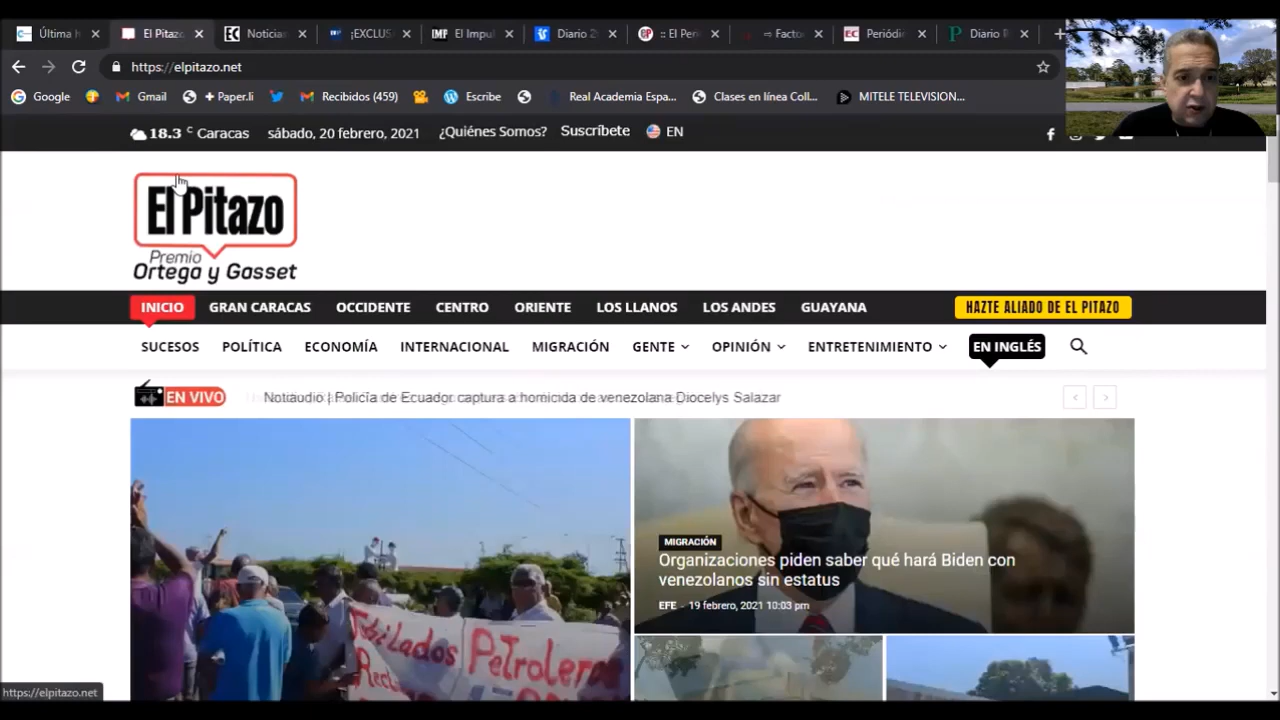 Última h
El Pitazo
Noticias
¡EXCLUS
El Impul
Diario 2
:: El Peri
⇨ Facto
Periódi
Diario R
https://elpitazo.net
Google
Gmail
+ Paper.li
Recibidos (459)
Escribe
Real Academia Espa...
Clases en línea Coll...
MITELE TELEVISION...
18.3 C Caracas
sábado, 20 febrero, 2021
¿Quiénes Somos?
Suscríbete
EN
El Pitazo
Premio
Ortega y Gasset
INICIO
GRAN CARACAS
OCCIDENTE
CENTRO
ORIENTE
LOS LLANOS
LOS ANDES
GUAYANA
HAZTE ALIADO DE EL PITAZO
SUCESOS
POLÍTICA
ECONOMÍA
INTERNACIONAL
MIGRACIÓN
GENTE
OPINIÓN
ENTRETENIMIENTO
EN INGLÉS
EN VIVO
Notiaudio | Policía de Ecuador captura a homicida de venezolana Diocelys Salazar
MIGRACIÓN
Organizaciones piden saber qué hará Biden con
venezolanos sin estatus
EFE - 19 febrero, 2021 10:03 pm
Jubilados
Petrolero
https://elpitazo.net